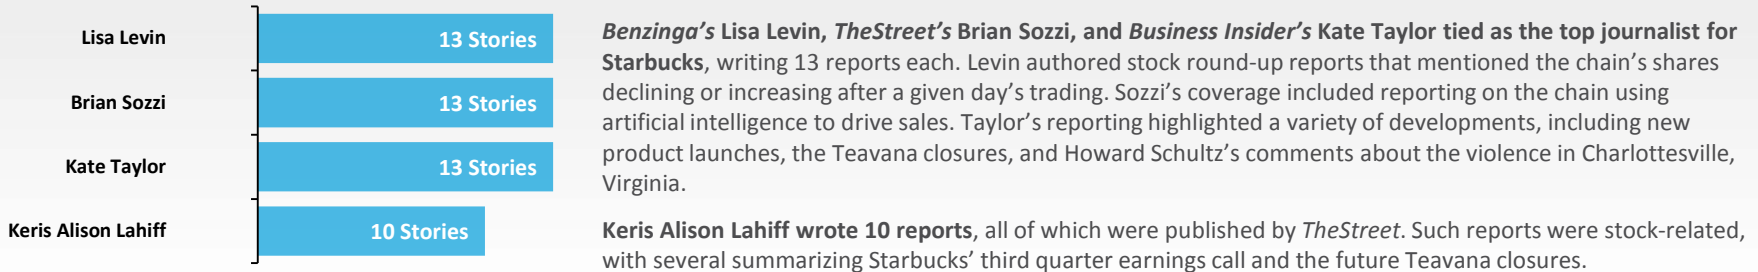 Lisa Levin
13 Stories
Brian Sozzi
13 Stories
Kate Taylor
13 Stories
Keris Alison Lahiff
10 Stories
Benzinga’s Lisa Levin, TheStreet’s Brian Sozzi, and Business Insider’s Kate Taylor tied as the top journalist for
Starbucks, writing 13 reports each. Levin authored stock round-up reports that mentioned the chain’s shares
declining or increasing after a given day’s trading. Sozzi’s coverage included reporting on the chain using
artificial intelligence to drive sales. Taylor’s reporting highlighted a variety of developments, including new
product launches, the Teavana closures, and Howard Schultz’s comments about the violence in Charlottesville,
Virginia.
Keris Alison Lahiff wrote 10 reports, all of which were published by TheStreet. Such reports were stock-related,
with several summarizing Starbucks’ third quarter earnings call and the future Teavana closures.